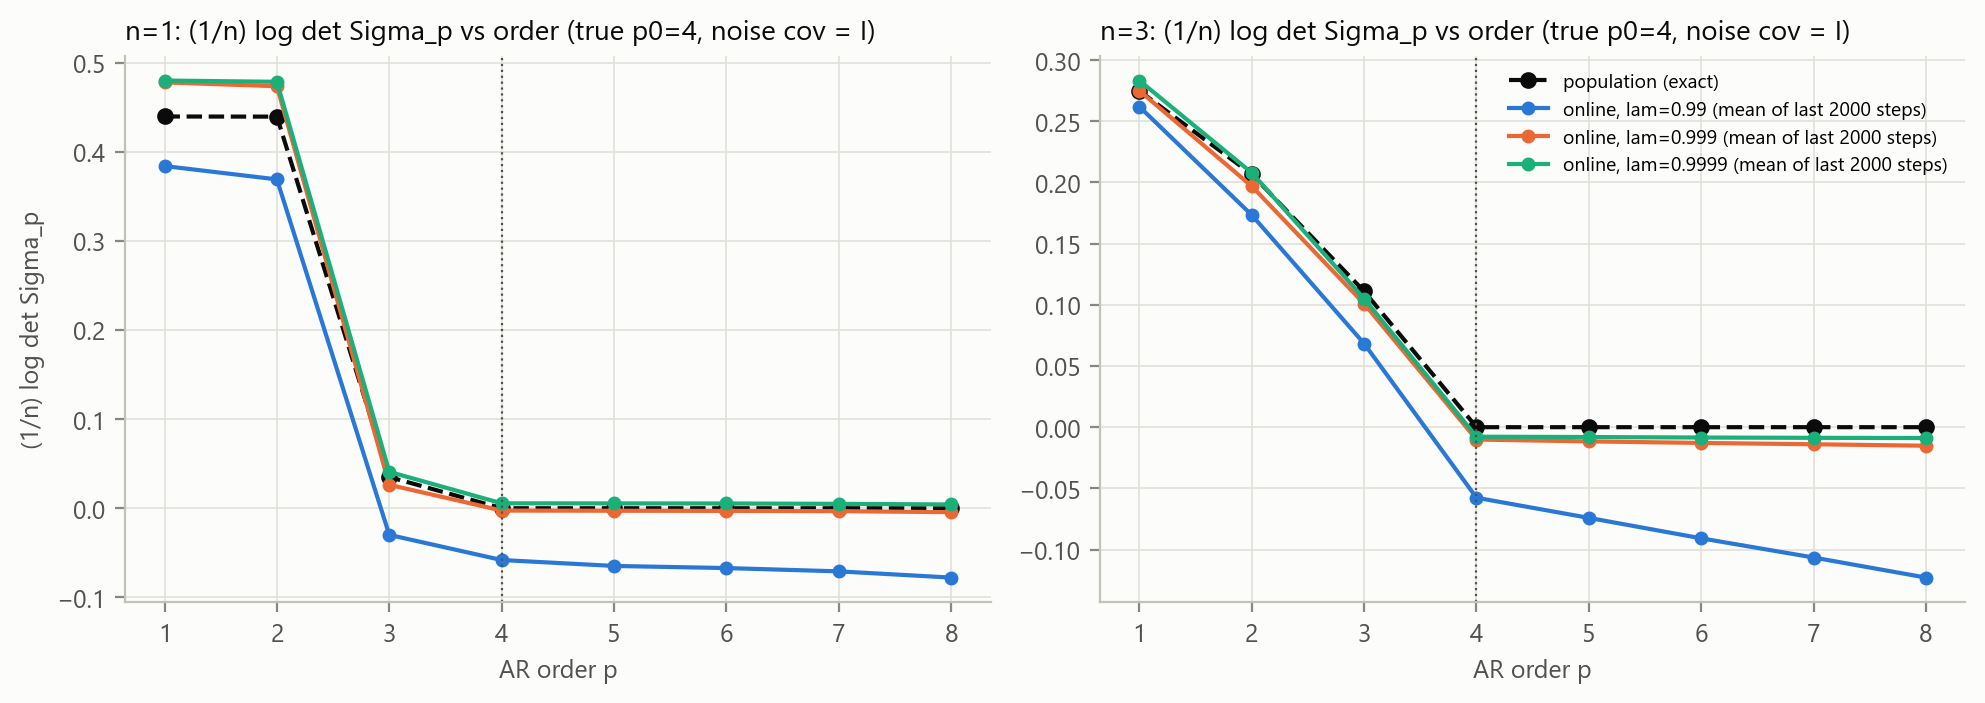 n=1: (1/n) log det Sigma_p vs order (true p0=4, noise cov = I)
(1/n) log det Sigma_p
0.5
0.4
0.3
0.2
0.1
0.0
−0.1
1 2 3 4 5 6 7 8
AR order p
n=3: (1/n) log det Sigma_p vs order (true p0=4, noise cov = I)
population (exact)
online, lam=0.99 (mean of last 2000 steps)
online, lam=0.999 (mean of last 2000 steps)
online, lam=0.9999 (mean of last 2000 steps)
0.30
0.25
0.20
0.15
0.10
0.05
0.00
−0.05
−0.10
1 2 3 4 5 6 7 8
AR order p